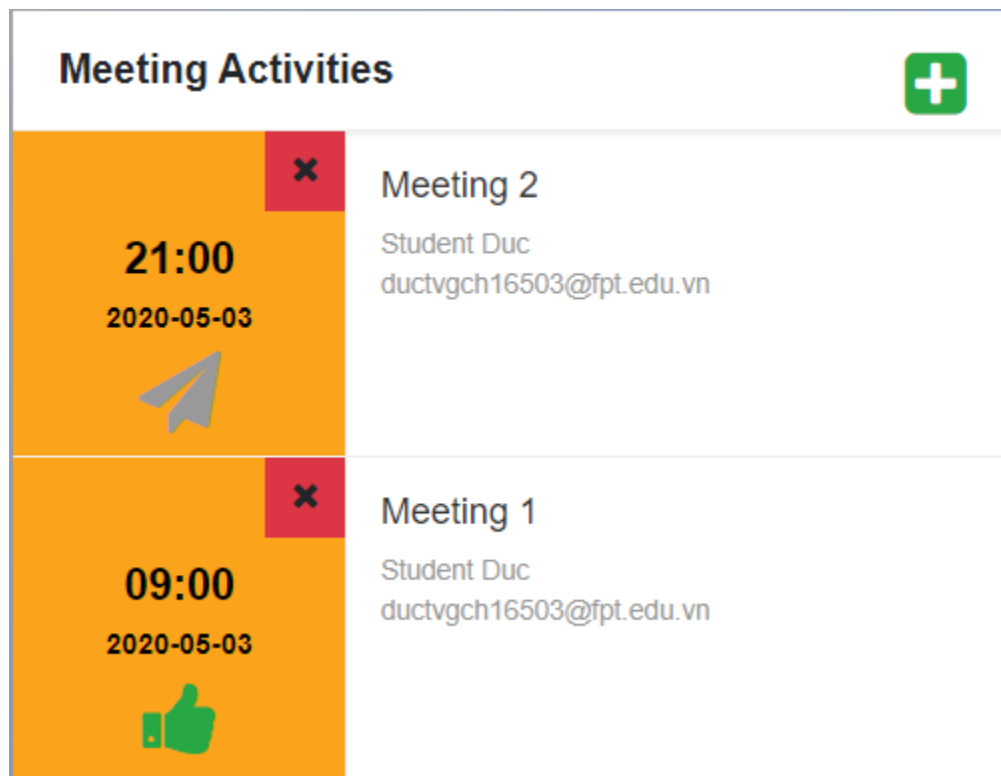 Meeting Activities
21:00
2020-05-03
Meeting 2
Student Duc
ductvgch16503@fpt.edu.vn
09:00
2020-05-03
Meeting 1
Student Duc
ductvgch16503@fpt.edu.vn